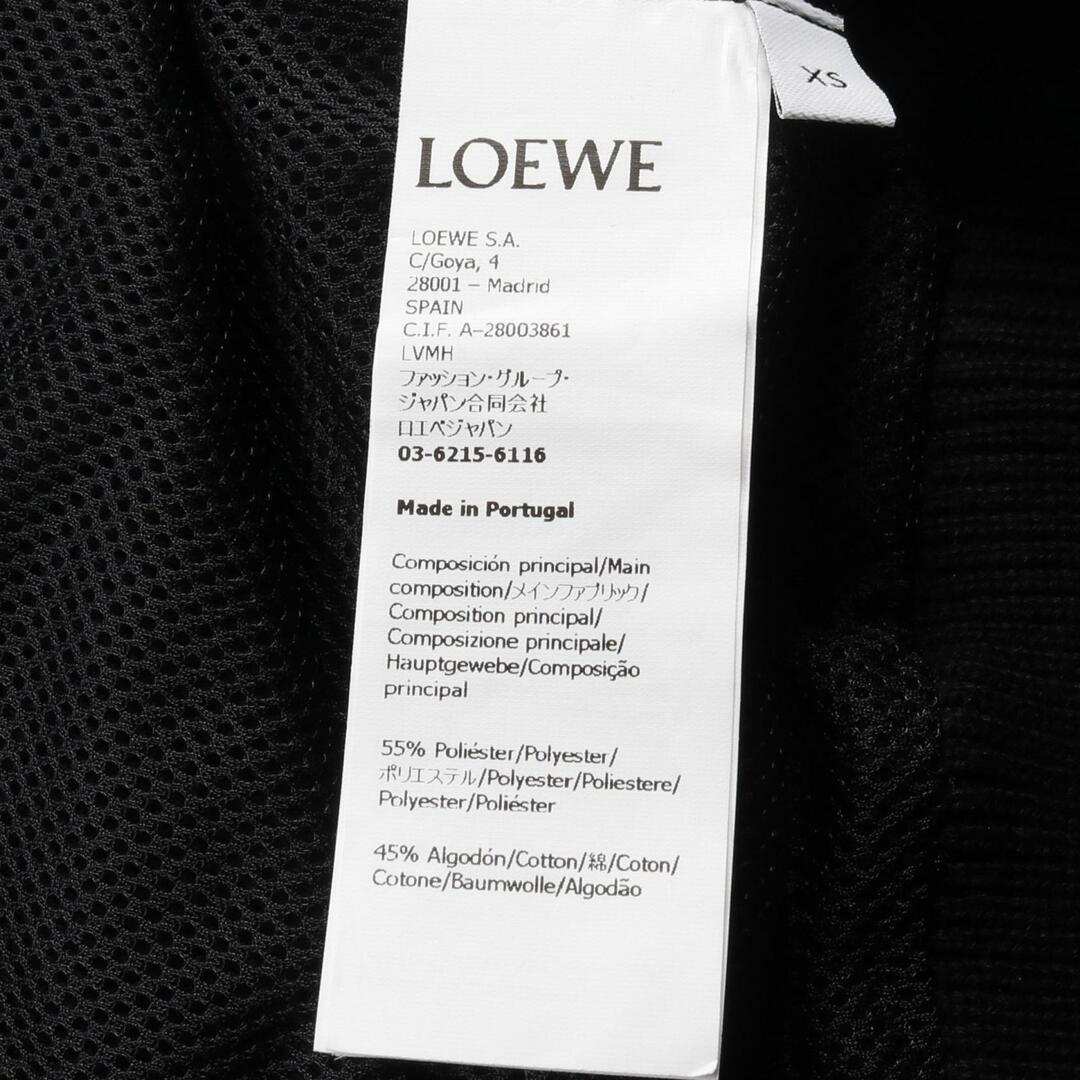 XS
LOEWE
LOEWE S.A.
C/Goya, 4
28001 – Madrid
SPAIN
C.I.F. A–28003861
LVMH
ファッション・グループ・
ジャパン合同会社
ロエベジャパン
03-6215-6116
Made in Portugal
Composición principal/Main
composition/メインファブリック/
Composition principal/
Composizione principale/
Hauptgewebe/Composição
principal
55% Poliéster/Polyester/
ポリエステル/Polyester/Poliestere/
Polyester/Poliéster
45% Algodón/Cotton/綿/Coton/
Cotone/Baumwolle/Algodão